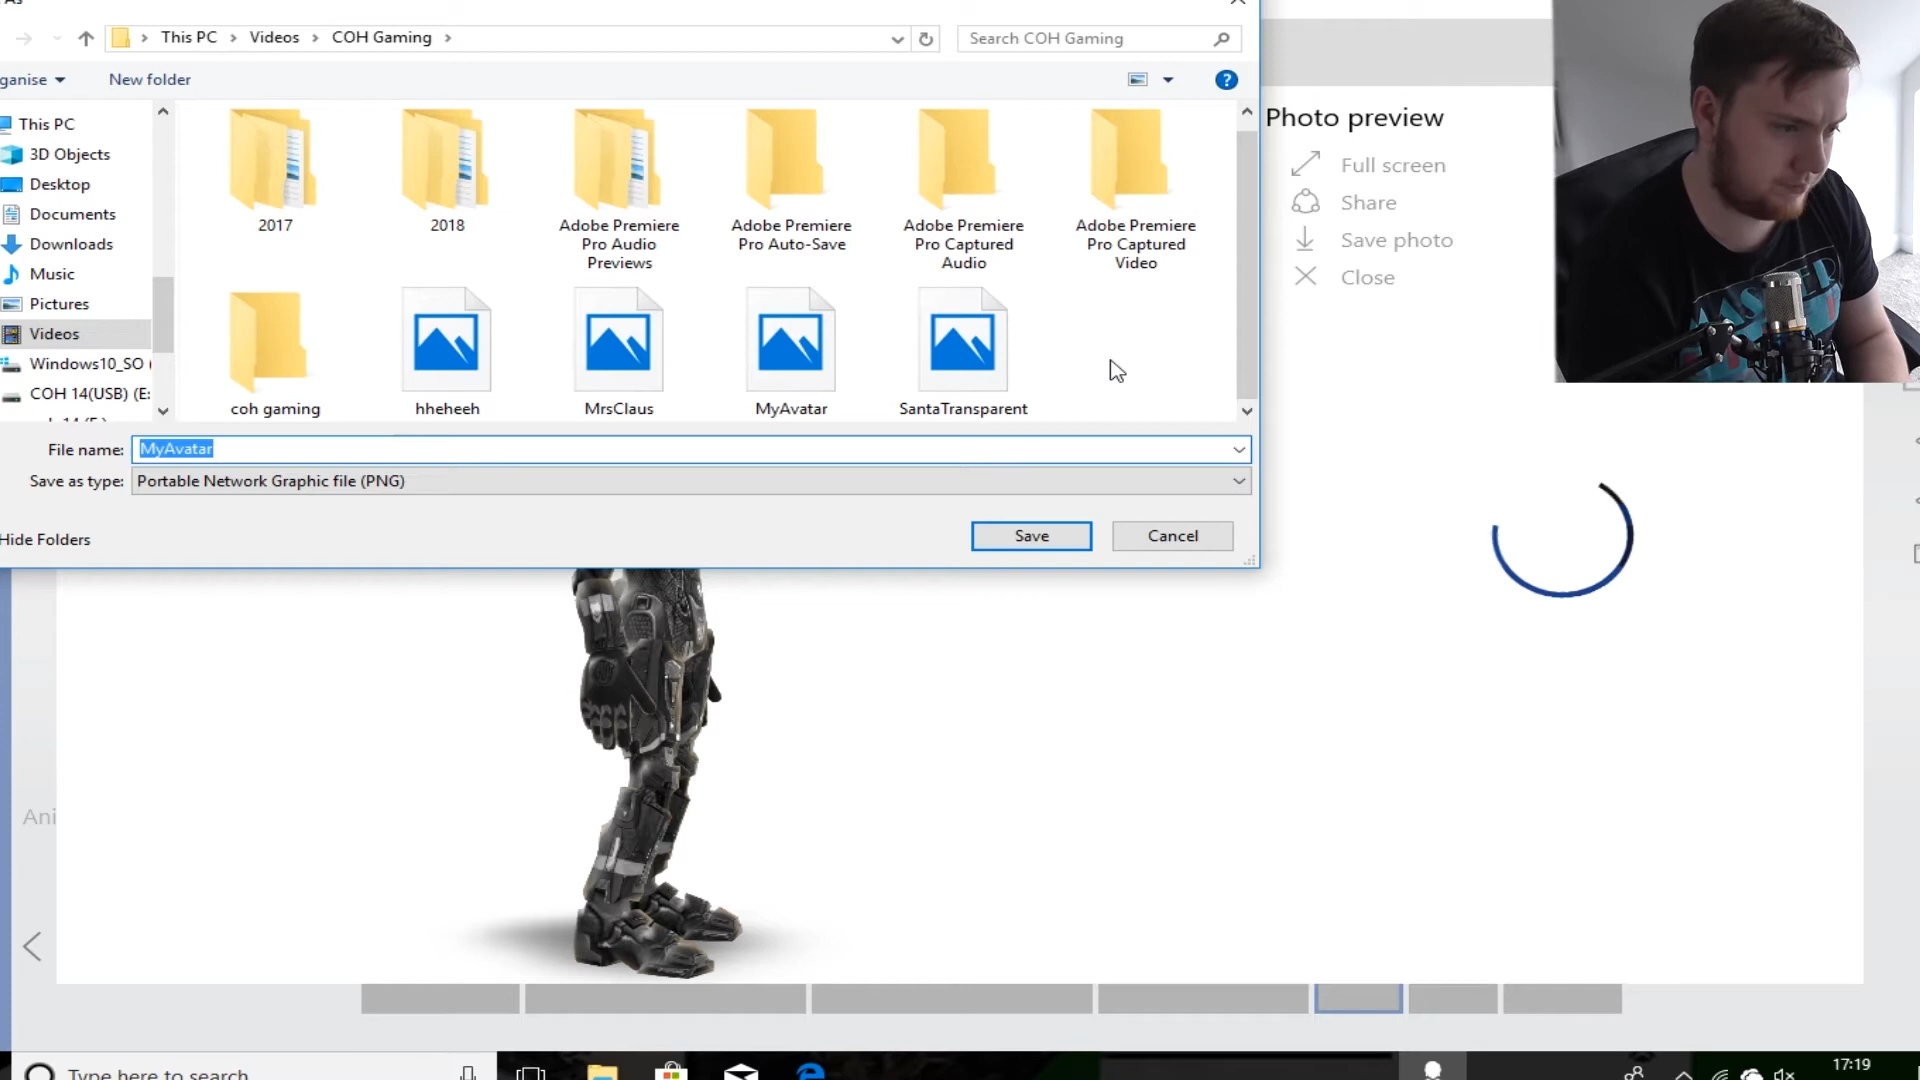 As
This PC > Videos > COH Gaming >
Search COH Gaming
ganise
New folder
?
This PC
3D Objects
Desktop
Documents
Downloads
Music
Pictures
Videos
Windows10_SO (
COH 14(USB) (E:
2017
2018
Adobe Premiere Pro Audio Previews
Adobe Premiere Pro Auto-Save
Adobe Premiere Pro Captured Audio
Adobe Premiere Pro Captured Video
coh gaming
hheheeh
MrsClaus
MyAvatar
SantaTransparent
File name: MyAvatar
Save as type: Portable Network Graphic file (PNG)
Hide Folders
Save
Cancel
Photo preview
Full screen
Share
Save photo
Close
Ani
Type here to search
17:19